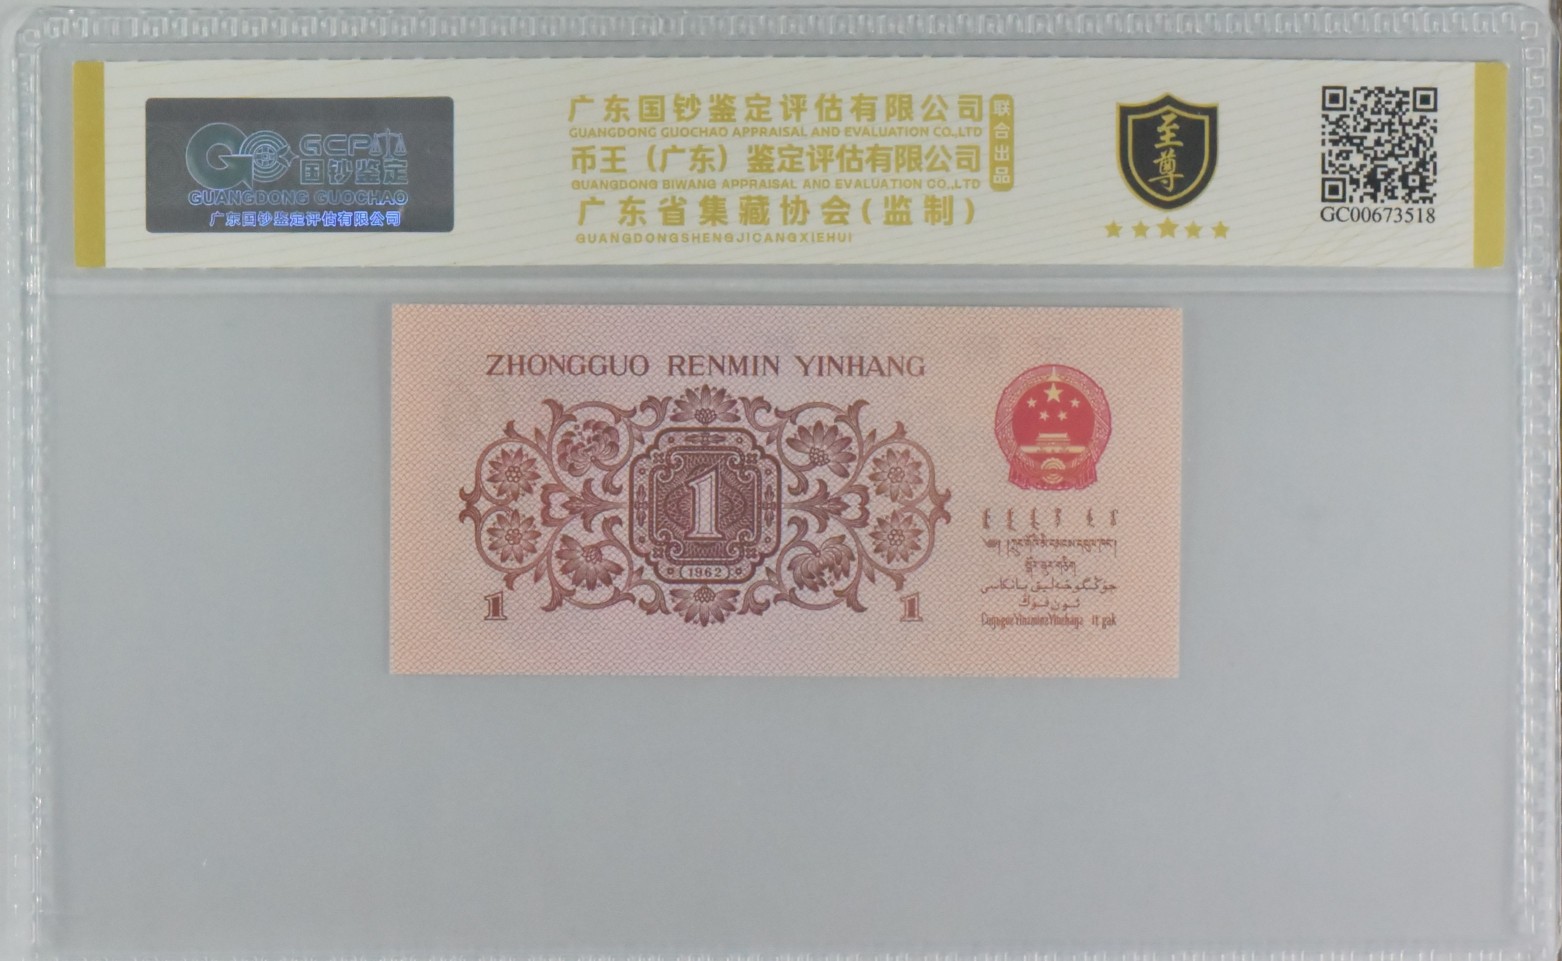 GCP
国钞鉴定
GUANGDONG GUOCHAO
广东国钞鉴定评估有限公司
广东国钞鉴定评估有限公司
GUANGDONG GUOCHAO APPRAISAL AND EVALUATION CO.,LTD
币王（广东）鉴定评估有限公司
GUANGDONG BIWANG APPRAISAL AND EVALUATION CO.,LTD
广东省集藏协会(监制)
GUANGDONGSHENGJICANGXIEHUI
联合出品
至尊
GC00673518
ZHONGGUO RENMIN YINHANG
1
(1962)
1
1